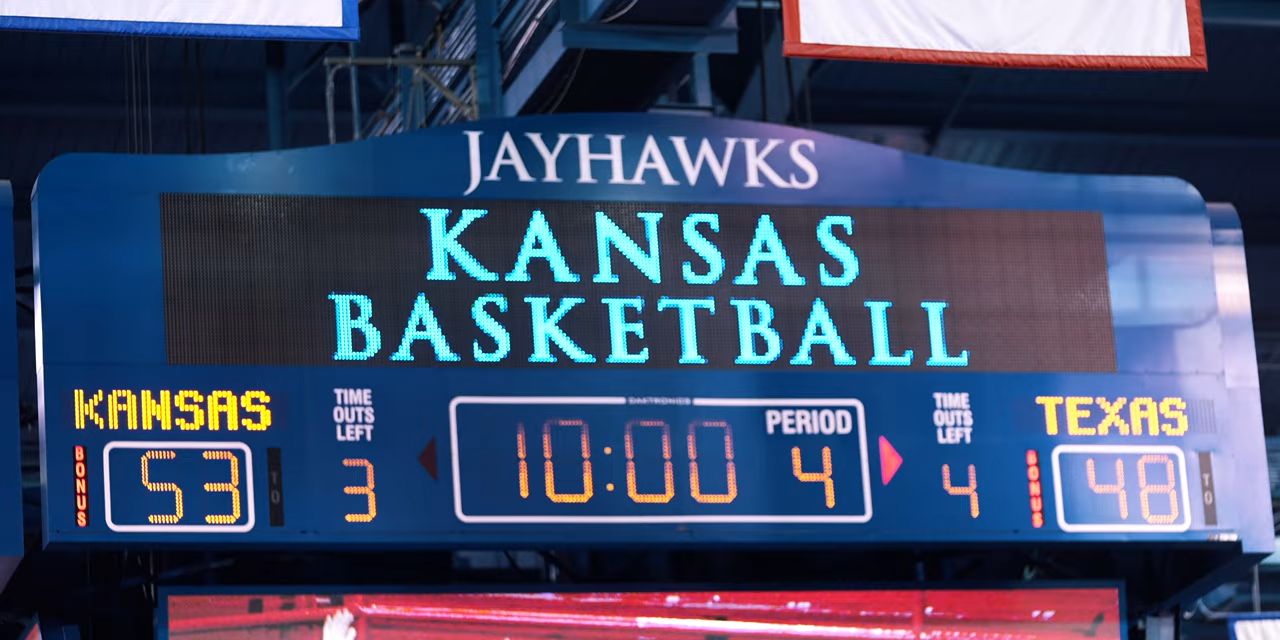 JAYHAWKS
KANSAS
BASKETBALL
KANSAS
TIME
OUTS
LEFT
PERIOD
TIME
OUTS
LEFT
TEXAS
BONUS
53
TO
3
10:00
4
4
BONUS
48
TO